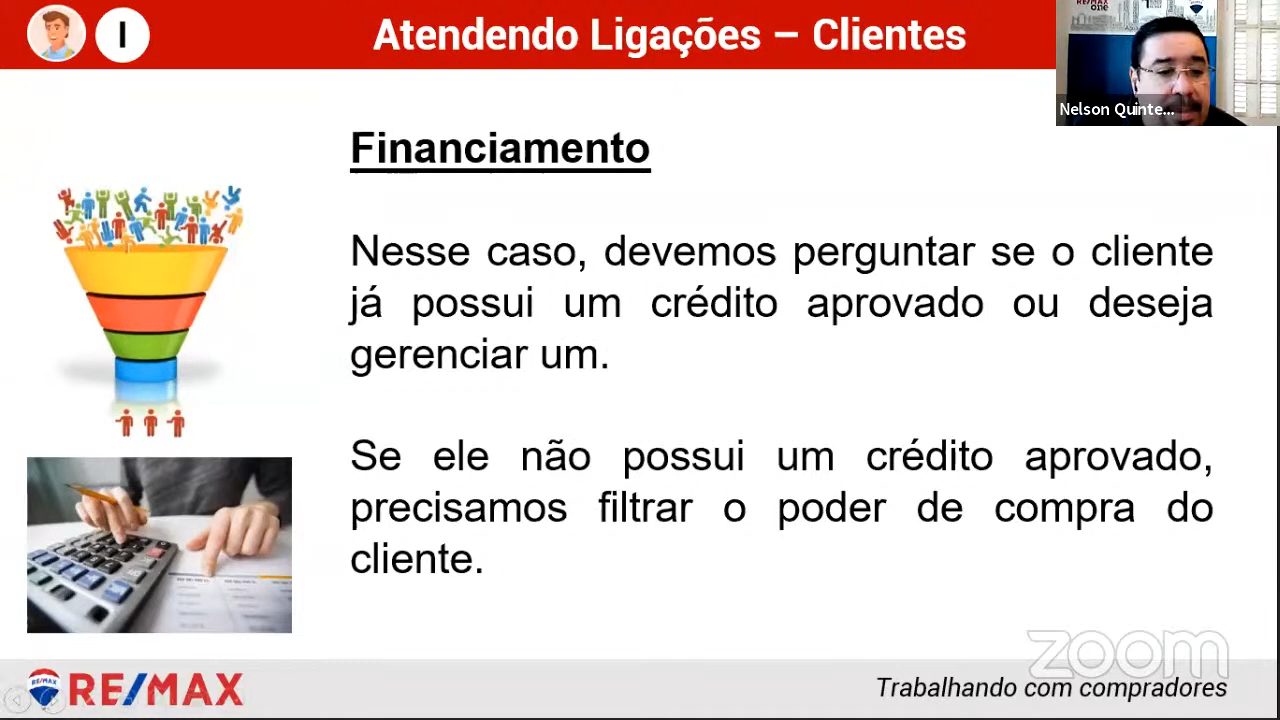 I
Atendendo Ligações – Clientes
Nelson Quinte...
Financiamento
Nesse caso, devemos perguntar se o cliente
já possui um crédito aprovado ou deseja
gerenciar um.
Se ele não possui um crédito aprovado,
precisamos filtrar o poder de compra do
cliente.
zoom
RE/MAX
RE/MAX
Trabalhando com compradores